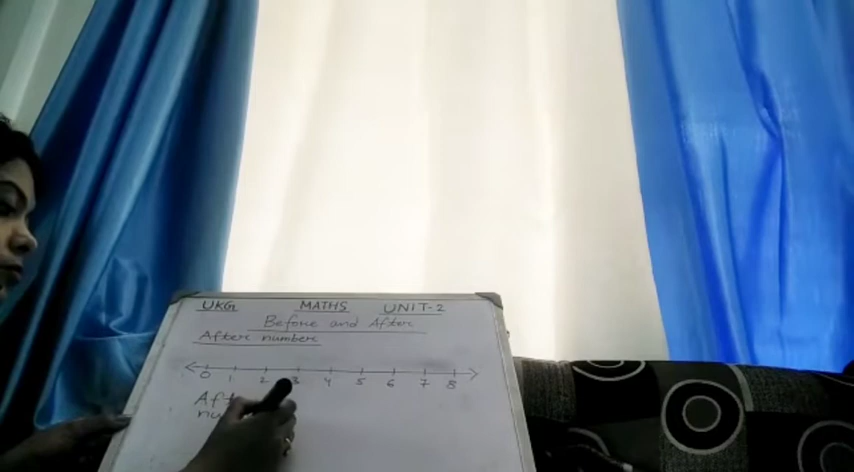 UKG MATHS UNIT-2
Before and After
After number
0 1 2 3 4 5 6 7 8